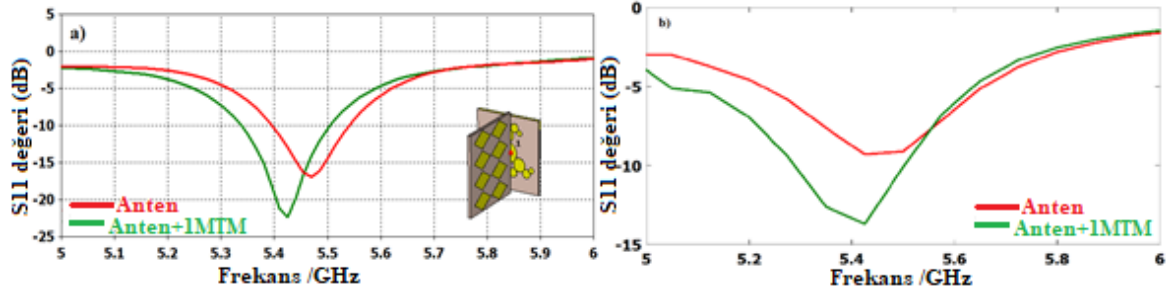 a)
S11 değeri (dB)
5
0
-5
-10
-15
-20
-25
5 5.1 5.2 5.3 5.4 5.5 5.6 5.7 5.8 5.9 6
Frekans /GHz
Anten
Anten+1MTM
1
b)
S11 değeri (dB)
0
-5
-10
-15
5 5.2 5.4 5.6 5.8 6
Frekans /GHz
Anten
Anten+1MTM